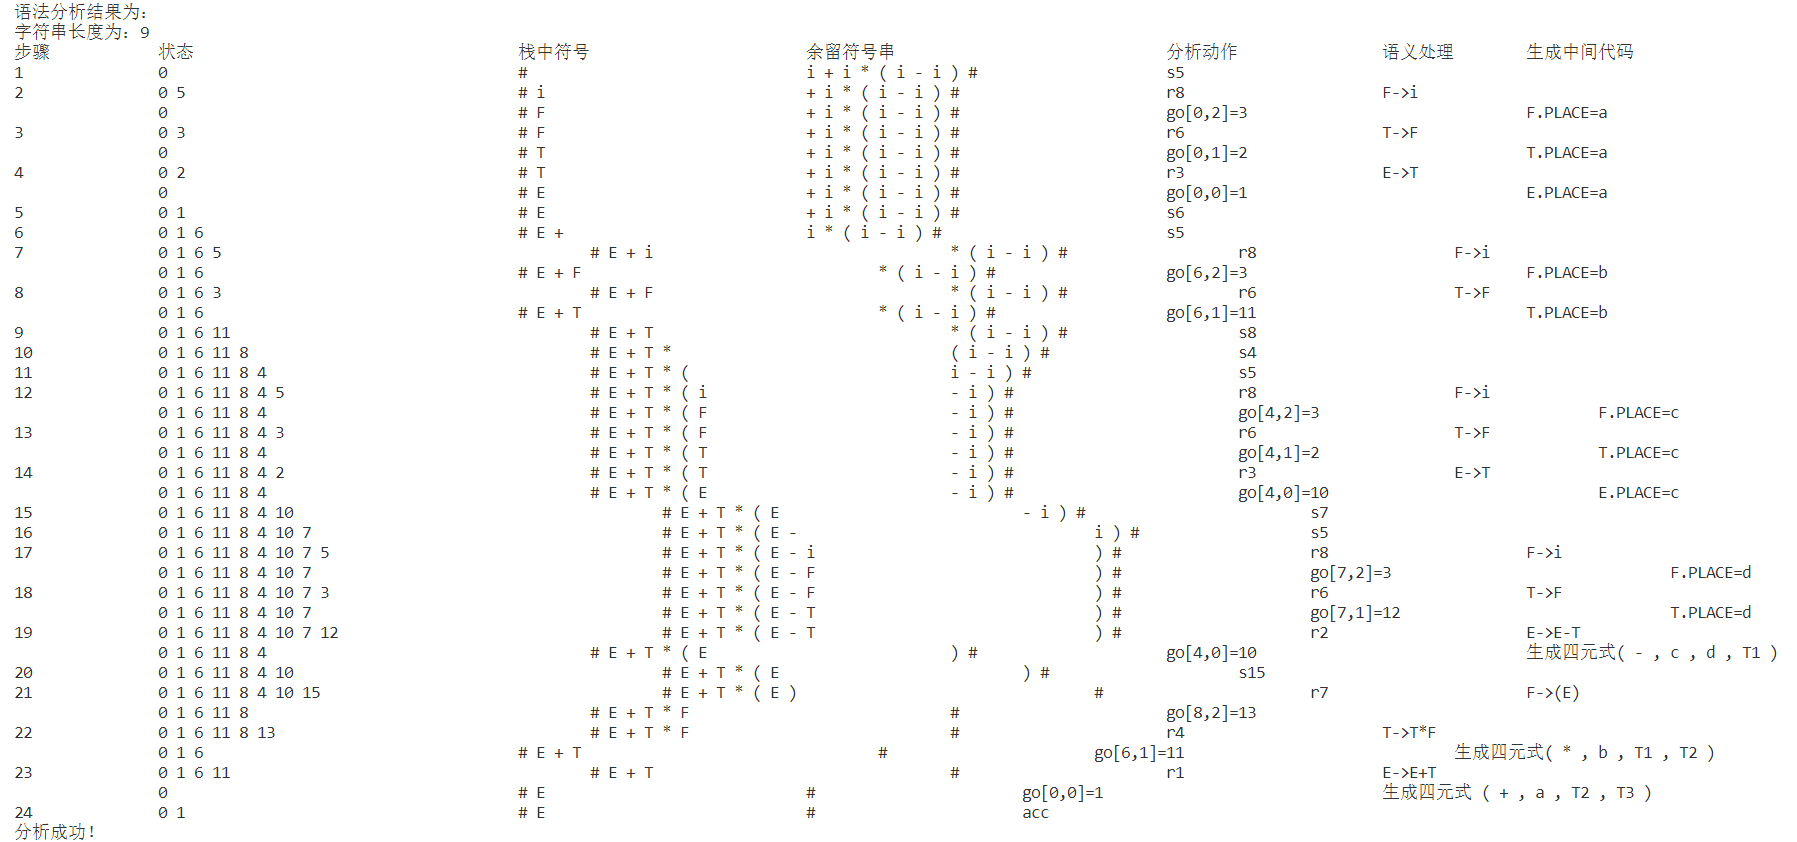 语法分析结果为：
字符串长度为：9
步骤 状态 栈中符号 余留符号串 分析动作 语义处理 生成中间代码
1 0 # i + i * ( i - i ) # s5
2 0 5 # i + i * ( i - i ) # r8 F->i
0 # F + i * ( i - i ) # go[0,2]=3 F.PLACE=a
3 0 3 # F + i * ( i - i ) # r6 T->F
0 # T + i * ( i - i ) # go[0,1]=2 T.PLACE=a
4 0 2 # T + i * ( i - i ) # r3 E->T
0 # E + i * ( i - i ) # go[0,0]=1 E.PLACE=a
5 0 1 # E + i * ( i - i ) # s6
6 0 1 6 # E + i * ( i - i ) # s5
7 0 1 6 5 # E + i * ( i - i ) # r8 F->i
0 1 6 # E + F * ( i - i ) # go[6,2]=3 F.PLACE=b
8 0 1 6 3 # E + F * ( i - i ) # r6 T->F
0 1 6 # E + T * ( i - i ) # go[6,1]=11 T.PLACE=b
9 0 1 6 11 # E + T * ( i - i ) # s8
10 0 1 6 11 8 # E + T * ( i - i ) # s4
11 0 1 6 11 8 4 # E + T * ( i - i ) # s5
12 0 1 6 11 8 4 5 # E + T * ( i - i ) # r8 F->i
0 1 6 11 8 4 # E + T * ( F - i ) # go[4,2]=3 F.PLACE=c
13 0 1 6 11 8 4 3 # E + T * ( F - i ) # r6 T->F
0 1 6 11 8 4 # E + T * ( T - i ) # go[4,1]=2 T.PLACE=c
14 0 1 6 11 8 4 2 # E + T * ( T - i ) # r3 E->T
0 1 6 11 8 4 # E + T * ( E - i ) # go[4,0]=10 E.PLACE=c
15 0 1 6 11 8 4 10 # E + T * ( E - i ) # s7
16 0 1 6 11 8 4 10 7 # E + T * ( E - i ) # s5
17 0 1 6 11 8 4 10 7 5 # E + T * ( E - i ) # r8 F->i
0 1 6 11 8 4 10 7 # E + T * ( E - F ) # go[7,2]=3 F.PLACE=d
18 0 1 6 11 8 4 10 7 3 # E + T * ( E - F ) # r6 T->F
0 1 6 11 8 4 10 7 # E + T * ( E - T ) # go[7,1]=12 T.PLACE=d
19 0 1 6 11 8 4 10 7 12 # E + T * ( E - T ) # r2 E->E-T
0 1 6 11 8 4 # E + T * ( E ) # go[4,0]=10 生成四元式( - , c , d , T1 )
20 0 1 6 11 8 4 10 # E + T * ( E ) # s15
21 0 1 6 11 8 4 10 15 # E + T * ( E ) # r7 F->(E)
0 1 6 11 8 # E + T * F # go[8,2]=13
22 0 1 6 11 8 13 # E + T * F # r4 T->T*F
0 1 6 # E + T # go[6,1]=11 生成四元式( * , b , T1 , T2 )
23 0 1 6 11 # E + T # r1 E->E+T
0 # E # go[0,0]=1 生成四元式 ( + , a , T2 , T3 )
24 0 1 # E # acc
分析成功！